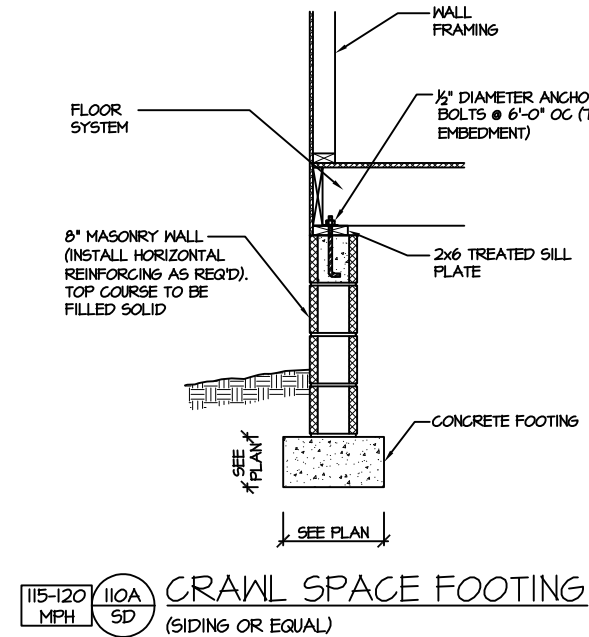 WALL
FRAMING
FLOOR
SYSTEM
½" DIAMETER
BOLTS @ 6'-0" OC
EMBEDMENT)
8" MASONRY WALL
(INSTALL HORIZONTAL
REINFORCING AS REQ'D).
TOP COURSE TO BE
FILLED SOLID
2x6 TREATED SILL
PLATE
CONCRETE FOOTING
SEE
PLAN
SEE PLAN
115-120
MPH
110A
SD
CRAWL SPACE FOOTING
(SIDING OR EQUAL)